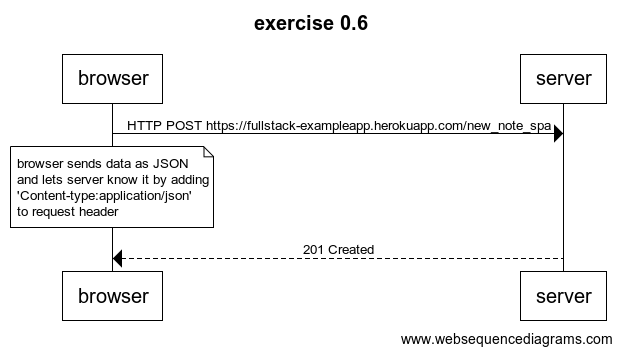 exercise 0.6
browser
server
HTTP POST https://fullstack-exampleapp.herokuapp.com/new_note_spa
browser sends data as JSON
and lets server know it by adding
'Content-type:application/json'
to request header
201 Created
browser
server
www.websequencediagrams.com